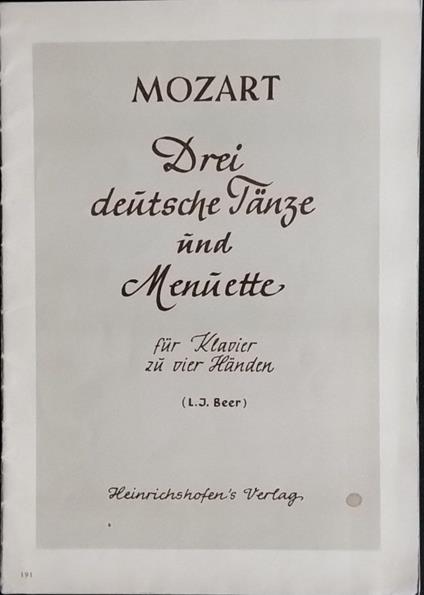 MOZART
Drei
deutsche Tänze
und
Menuette
für Klavier
zu vier Händen
(L.J. Beer)
Heinrichshofen's Verlag
191